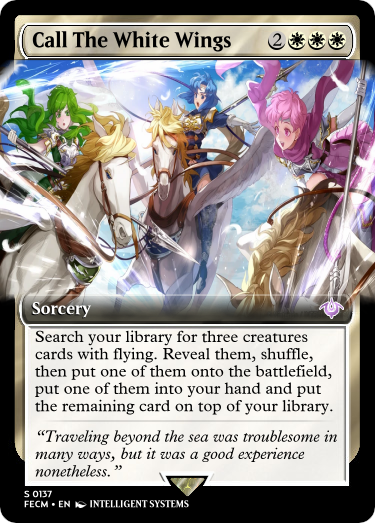 Call The White Wings 2
Sorcery
Search your library for three creatures
cards with flying. Reveal them, shuffle,
then put one of them onto the battlefield,
put one of them into your hand and put
the remaining card on top of your library.
“Traveling beyond the sea was troublesome in
many ways, but it was a good experience
nonetheless.”
S 0137
FECM • EN INTELLIGENT SYSTEMS